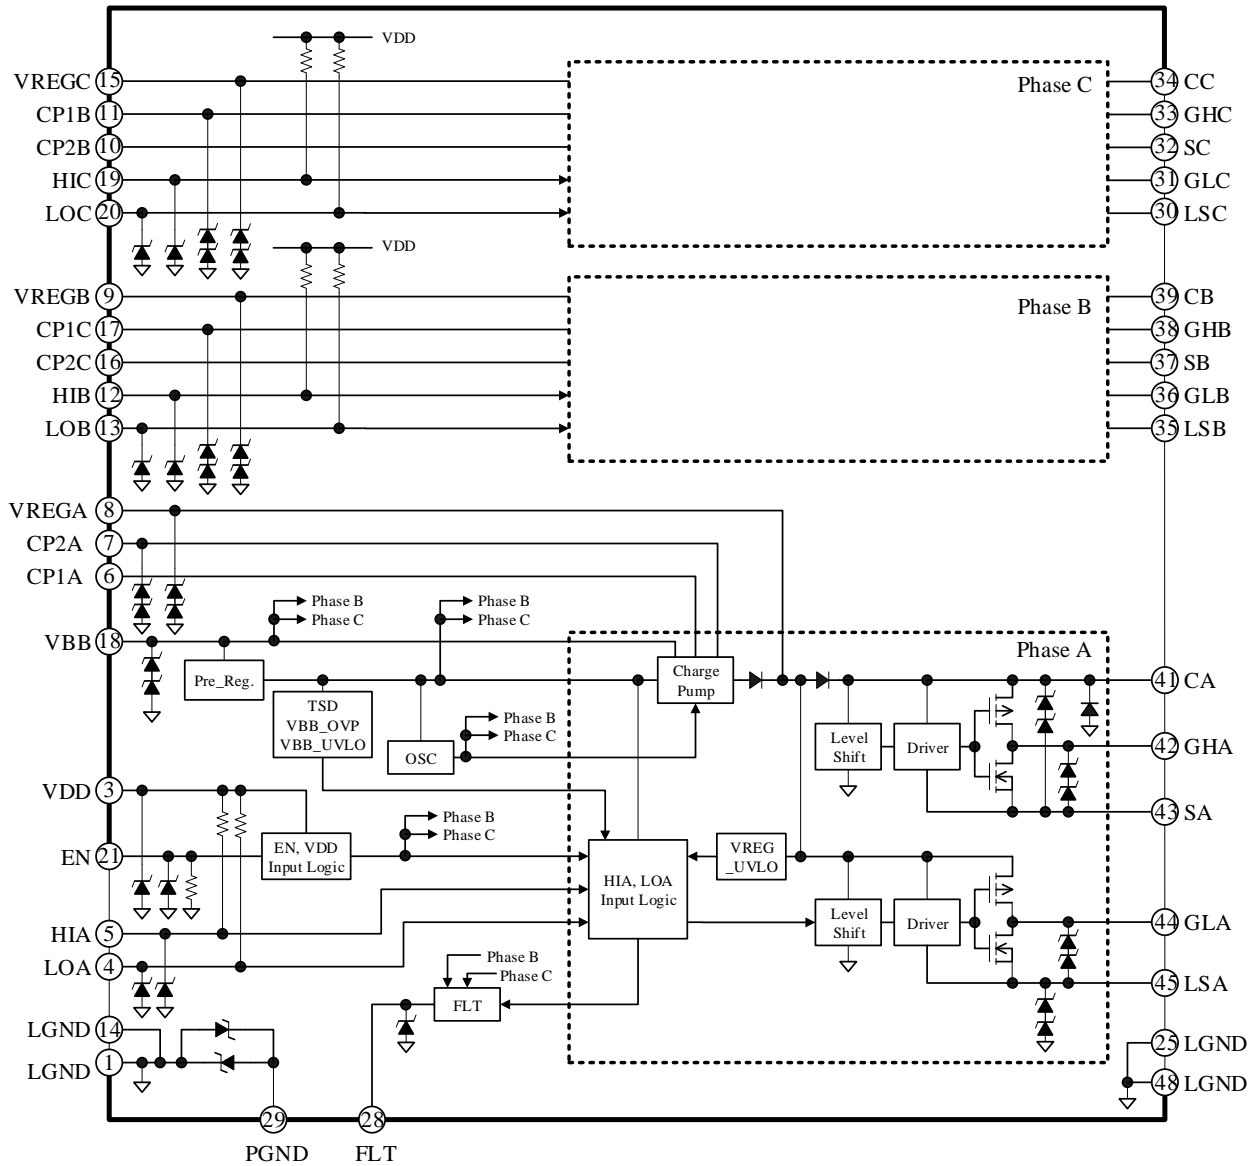 VDD
VREGC 15
Phase C
34 CC
CP1B 11
33 GHC
CP2B 10
32 SC
HIC 19
31 GLC
LOC 20
30 LSC
VDD
VREGB 9
Phase B
39 CB
CP1C 17
38 GHB
CP2C 16
37 SB
HIB 12
36 GLB
LOB 13
35 LSB
VREGA 8
CP2A 7
CP1A 6
Phase B
Phase C
Phase B
Phase C
VBB 18
Phase A
Pre_Reg.
Charge
Pump
41 CA
TSD
VBB_OVP
VBB_UVLO
Phase B
Phase C
OSC
Level
Shift
Driver
42 GHA
VDD 3
43 SA
Phase B
Phase C
EN 21
EN, VDD
Input Logic
HIA, LOA
Input Logic
VREG
_UVLO
HIA 5
Level
Shift
Driver
44 GLA
LOA 4
Phase B
Phase C
FLT
45 LSA
LGND 14
LGND 1
25 LGND
48 LGND
29
28
PGND
FLT